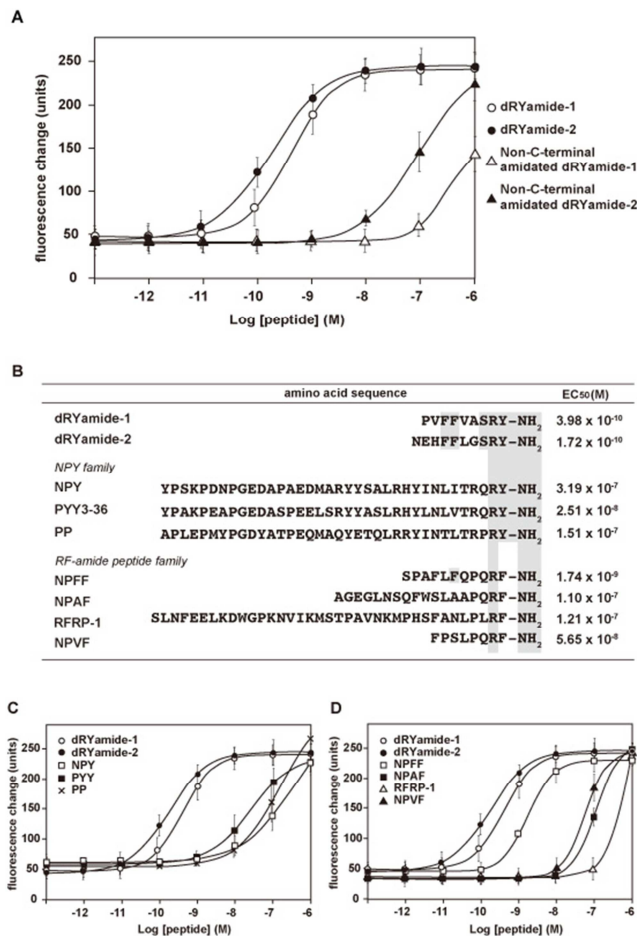 A
fluorescence change (units)
250
200
150
100
50
0
-12 -11 -10 -9 -8 -7 -6
Log [peptide] (M)
dRYamide-1
dRYamide-2
Non-C-terminal
amidated dRYamide-1
Non-C-terminal
amidated dRYamide-2
B
amino acid sequence EC50(M)
dRYamide-1 PVFFVASRY-NH2 3.98 x 10-10
dRYamide-2 NEHFFLGSRY-NH2 1.72 x 10-10
NPY family
NPY YPSKPDNPGEDAPAEDMARYYSALRHYINLITRQRY-NH2 3.19 x 10-7
PYY3-36 YPAKPEAPGEDASPEELSRYYASLRHYLNLVTRQRY-NH2 2.51 x 10-8
PP APLEPMYPGDYATPEQMAQYETQLRRYINTLTRPRY-NH2 1.51 x 10-7
RF-amide peptide family
NPFF SPAFLFQPQRF-NH2 1.74 x 10-9
NPAF AGEGLNSQFWSLAAPQRF-NH2 1.10 x 10-7
RFRP-1 SLNFEELKDWGPKNVIKMSTPAVNKMPHSFANLPLRF-NH2 1.21 x 10-7
NPVF FPSLPQRF-NH2 5.65 x 10-8
C
fluorescence change (units)
250
200
150
100
50
0
-12 -11 -10 -9 -8 -7 -6
Log [peptide] (M)
dRYamide-1
dRYamide-2
NPY
PYY
PP
D
fluorescence change (units)
250
200
150
100
50
0
-12 -11 -10 -9 -8 -7 -6
Log [peptide] (M)
dRYamide-1
dRYamide-2
NPFF
NPAF
RFRP-1
NPVF